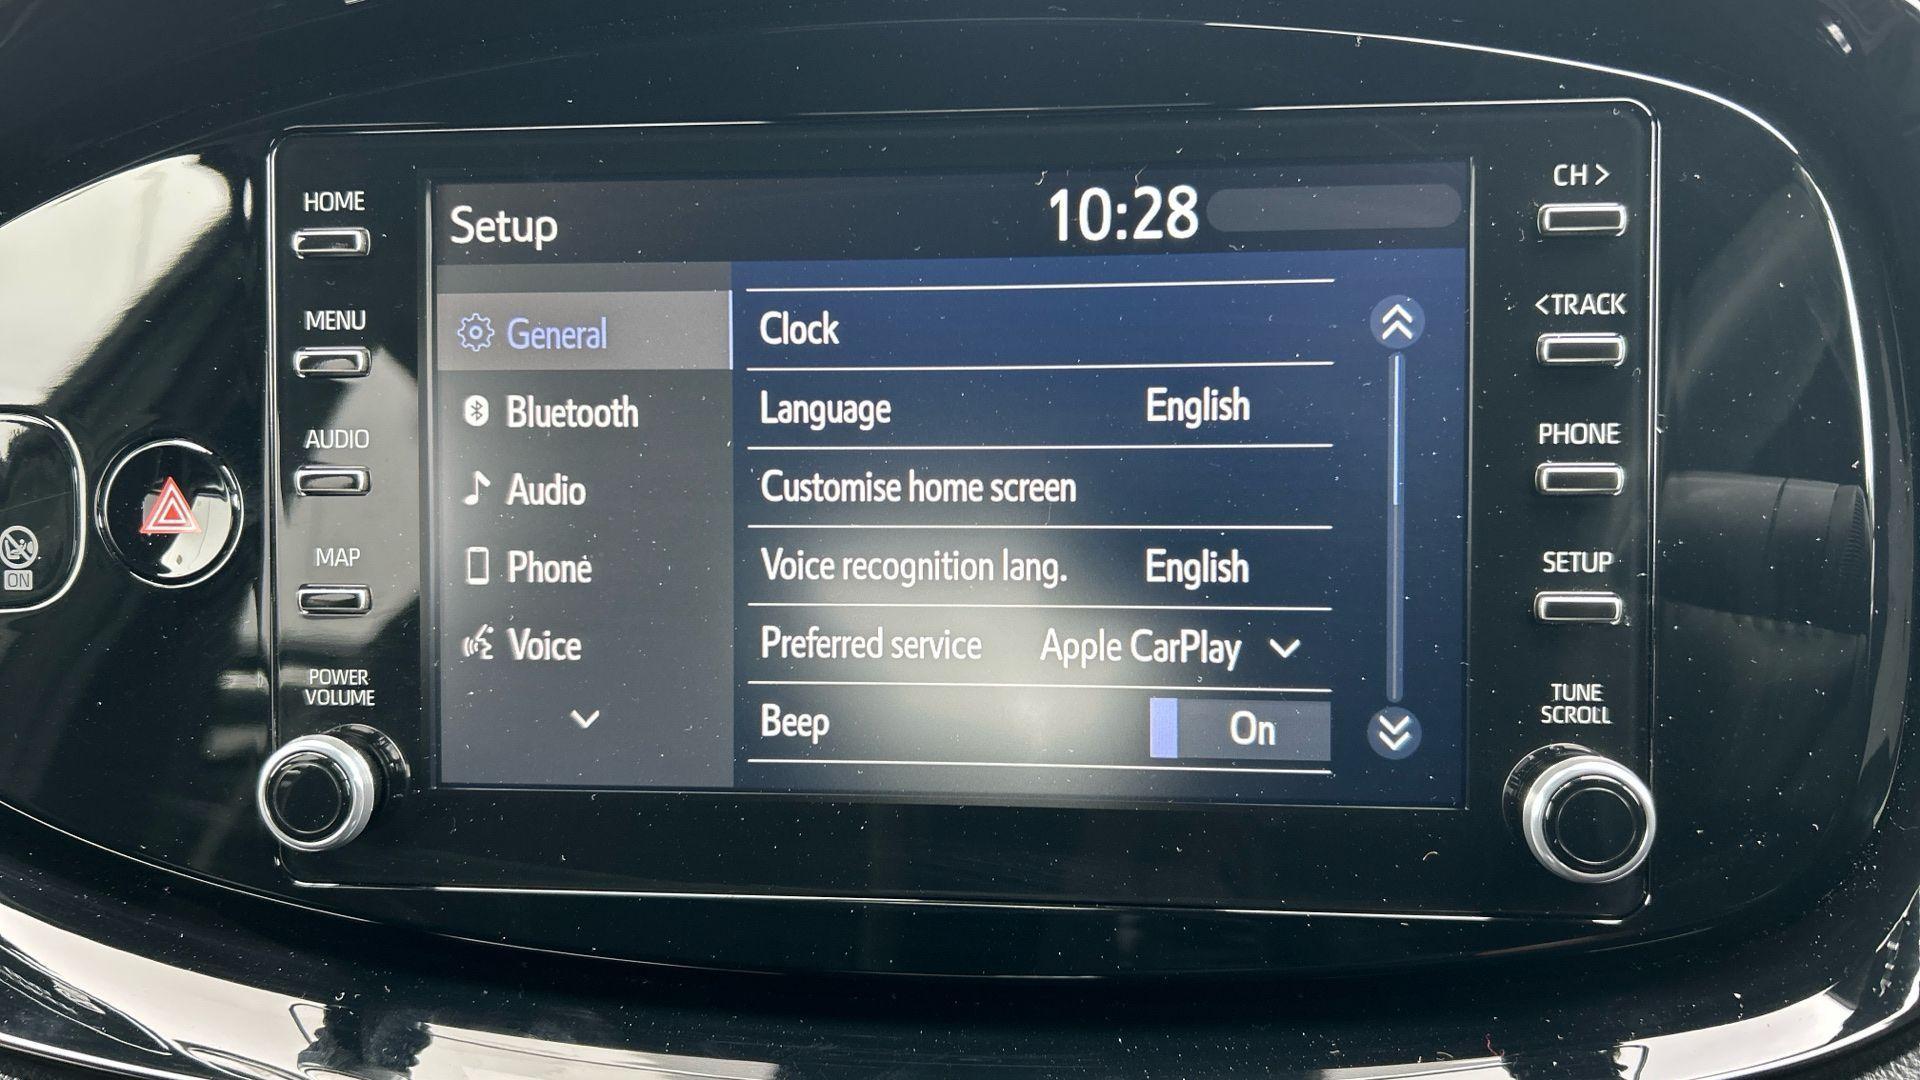 HOME
MENU
AUDIO
MAP
POWER
VOLUME
ON
Setup
10:28
General
Bluetooth
Audio
Phone
Voice
Clock
Language English
Customise home screen
Voice recognition lang. English
Preferred service Apple CarPlay
Beep On
CH >
< TRACK
PHONE
SETUP
TUNE
SCROLL